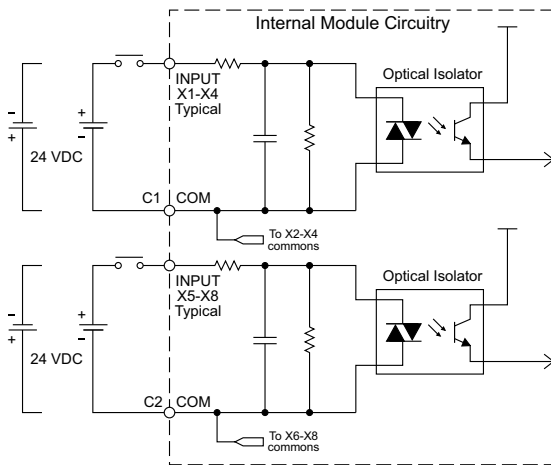 Internal Module Circuitry
INPUT
X1-X4
Typical
Optical Isolator
-
+
+
-
24 VDC
C1
COM
To X2-X4
commons
INPUT
X5-X8
Typical
Optical Isolator
-
+
+
-
24 VDC
C2
COM
To X6-X8
commons